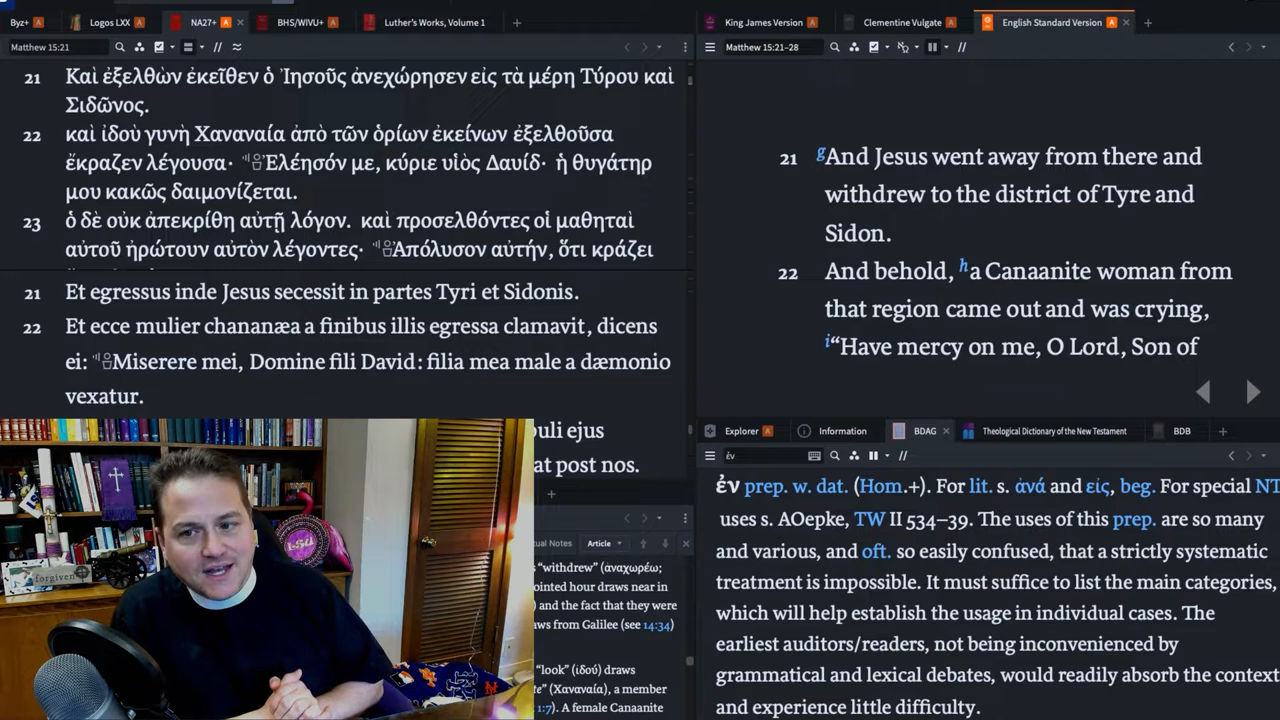 Byz+
Logos LXX
NA27+
BHS/WIVU+
Luther's Works, Volume 1
Matthew 15:21
21 Καὶ ἐξελθὼν ἐκεῖθεν ὁ Ἰησοῦς ἀνεχώρησεν εἰς τὰ μέρη Τύρου καὶ
Σιδῶνος.
22 καὶ ἰδοὺ γυνὴ Χαναναία ἀπὸ τῶν ὁρίων ἐκείνων ἐξελθοῦσα
ἔκραζεν λέγουσα· Ἐλέησόν με, κύριε υἱὸς Δαυίδ· ἡ θυγάτηρ
μου κακῶς δαιμονίζεται.
23 ὁ δὲ οὐκ ἀπεκρίθη αὐτῇ λόγον. καὶ προσελθόντες οἱ μαθηταὶ
αὐτοῦ ἠρώτουν αὐτὸν λέγοντες· Ἀπόλυσον αὐτήν, ὅτι κράζει
21 Et egressus inde Jesus secessit in partes Tyri et Sidonis.
22 Et ecce mulier chananæa a finibus illis egressa clamavit, dicens
ei: Miserere mei, Domine fili David: filia mea male a dæmonio
vexatur.
puli ejus
at post nos.
tual Notes Article
"withdrew" (ἀναχωρέω;
ointed hour draws near in
) and the fact that they were
aws from Galilee (see 14:34)
"look" (ἰδού) draws
te" (Χαναναία), a member
1:7). A female Canaanite
forgiven
LSU
King James Version
Clementine Vulgate
English Standard Version
Matthew 15:21–28
21 g And Jesus went away from there and
withdrew to the district of Tyre and
Sidon.
22 And behold, h a Canaanite woman from
that region came out and was crying,
i "Have mercy on me, O Lord, Son of
Explorer
Information
BDAG
Theological Dictionary of the New Testament
BDB
ἐν
ἐν prep. w. dat. (Hom.+). For lit. s. ἀνά and εἰς, beg. For special NT
uses s. AOepke, TW II 534–39. The uses of this prep. are so many
and various, and oft. so easily confused, that a strictly systematic
treatment is impossible. It must suffice to list the main categories,
which will help establish the usage in individual cases. The
earliest auditors/readers, not being inconvenienced by
grammatical and lexical debates, would readily absorb the context
and experience little difficulty.